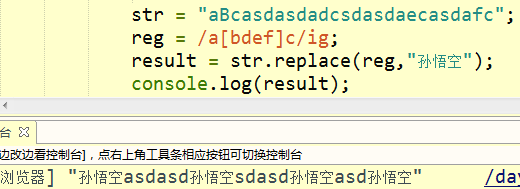 str = "aBcasdasdadcsdasdaecasdafc";
reg = /a[bdef]c/ig;
result = str.replace(reg,"孙悟空");
console.log(result);
台
边改边看控制台]，点右上角工具条相应按钮可切换控制台
浏览器] "孙悟空asdasd孙悟空sdasd孙悟空asd孙悟空" /day